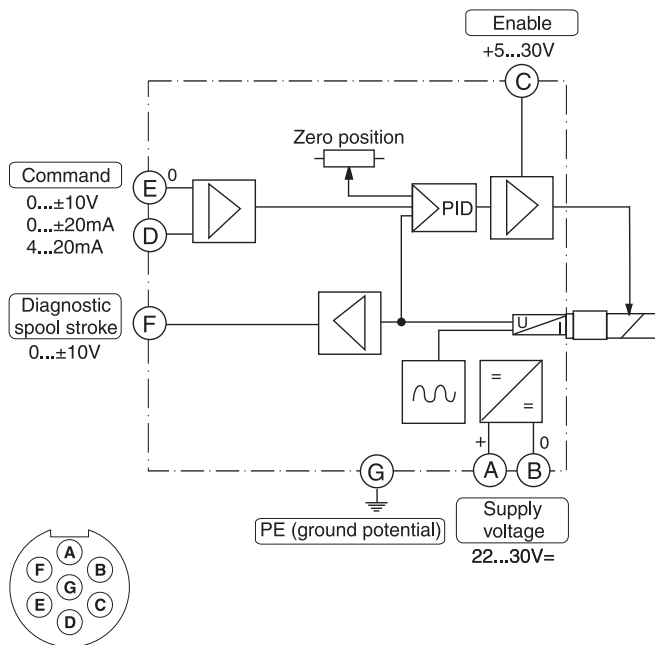 Enable
+5...30V
C
Zero position
Command
0...±10V
0...±20mA
4...20mA
E
0
D
PID
Diagnostic
spool stroke
0...±10V
F
U
I
=
=
+
0
A
B
G
PE (ground potential)
Supply
voltage
22...30V=
A
F
B
G
E
C
D